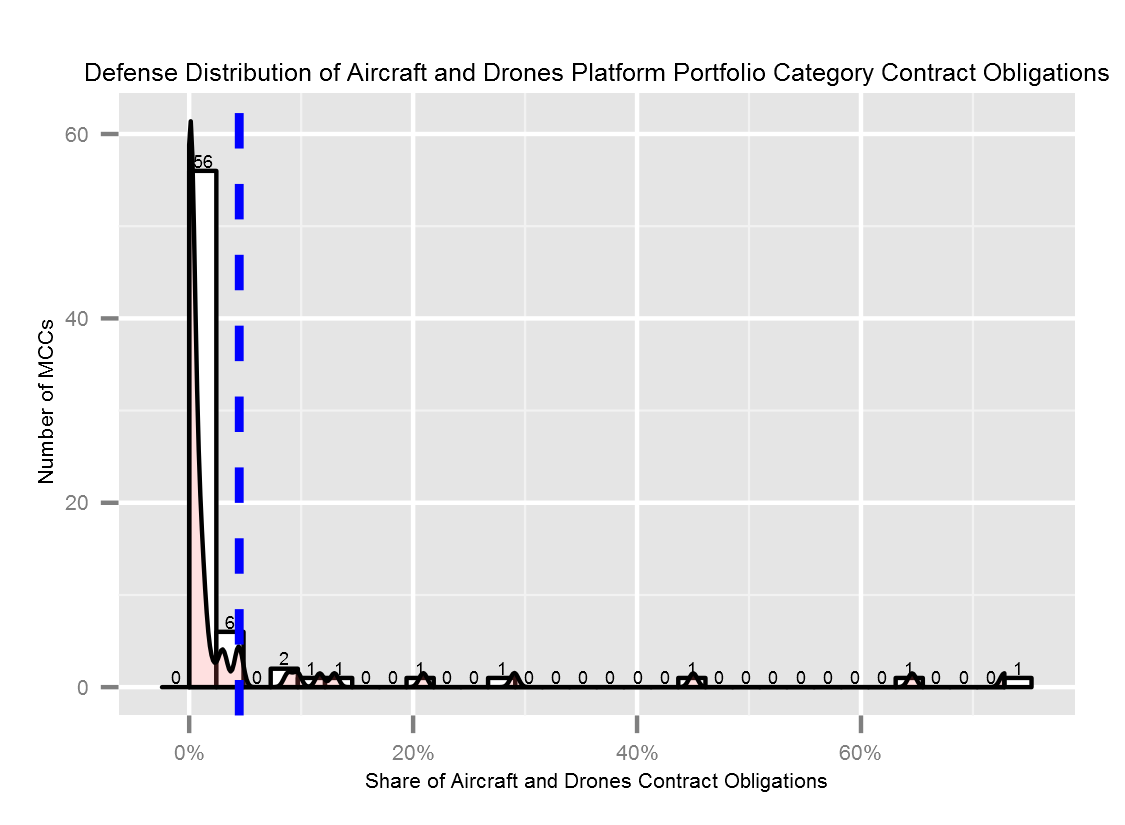 Defense Distribution of Aircraft and Drones Platform Portfolio Category Contract Obligations
Number of MCCs
60
40
20
0
0 56 6 0 2 1 1 0 0 1 0 0 1 0 0 0 0 0 0 1 0 0 0 0 0 0 0 1 0 0 0 1
0% 20% 40% 60%
Share of Aircraft and Drones Contract Obligations